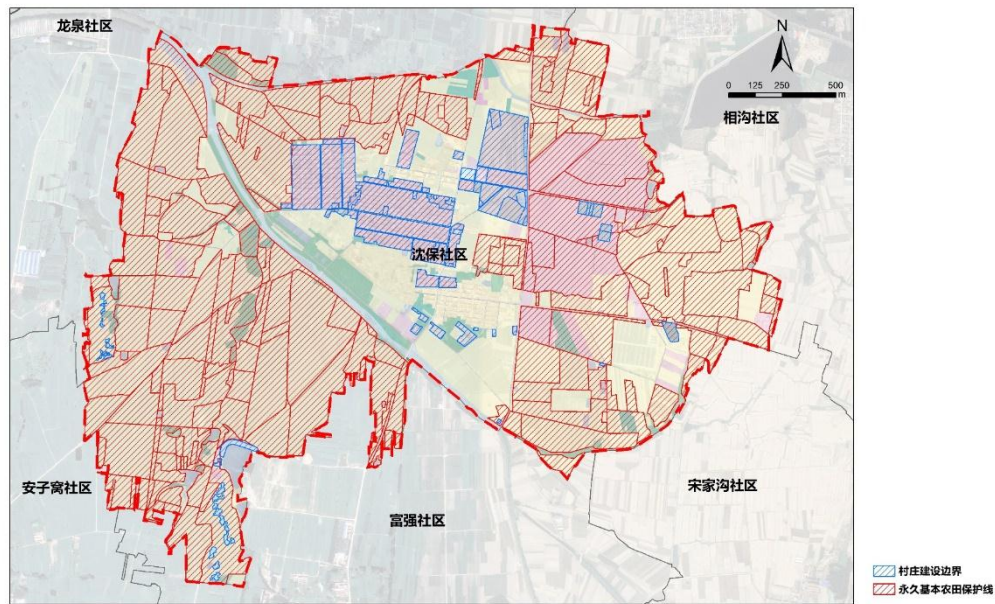 龙泉社区
N
0 125 250 500
m
相沟社区
沈保社区
安子窝社区
宋家沟社区
富强社区
村庄建设边界
永久基本农田保护线